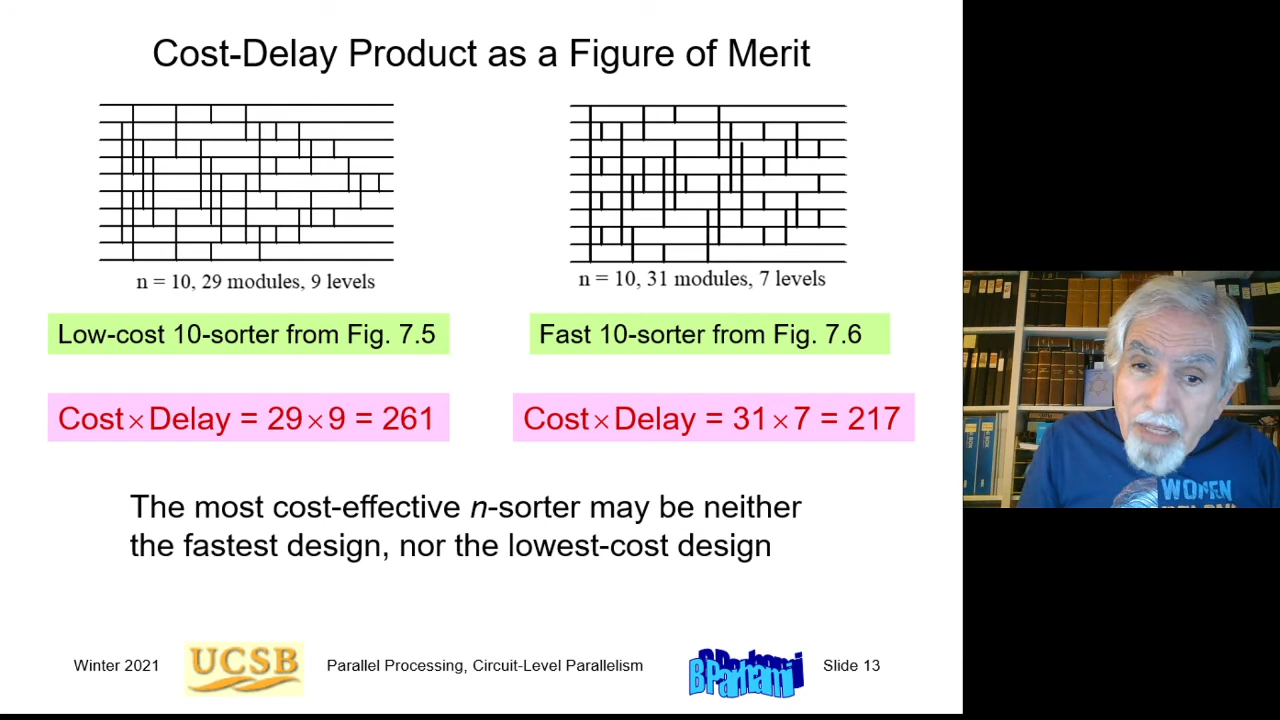 Cost-Delay Product as a Figure of Merit
n = 10, 29 modules, 9 levels
n = 10, 31 modules, 7 levels
Low-cost 10-sorter from Fig. 7.5
Fast 10-sorter from Fig. 7.6
Cost×Delay = 29×9 = 261
Cost×Delay = 31×7 = 217
The most cost-effective n-sorter may be neither
the fastest design, nor the lowest-cost design
Winter 2021
UCSB
Parallel Processing, Circuit-Level Parallelism
B Parhami
Slide 13
WOMEN